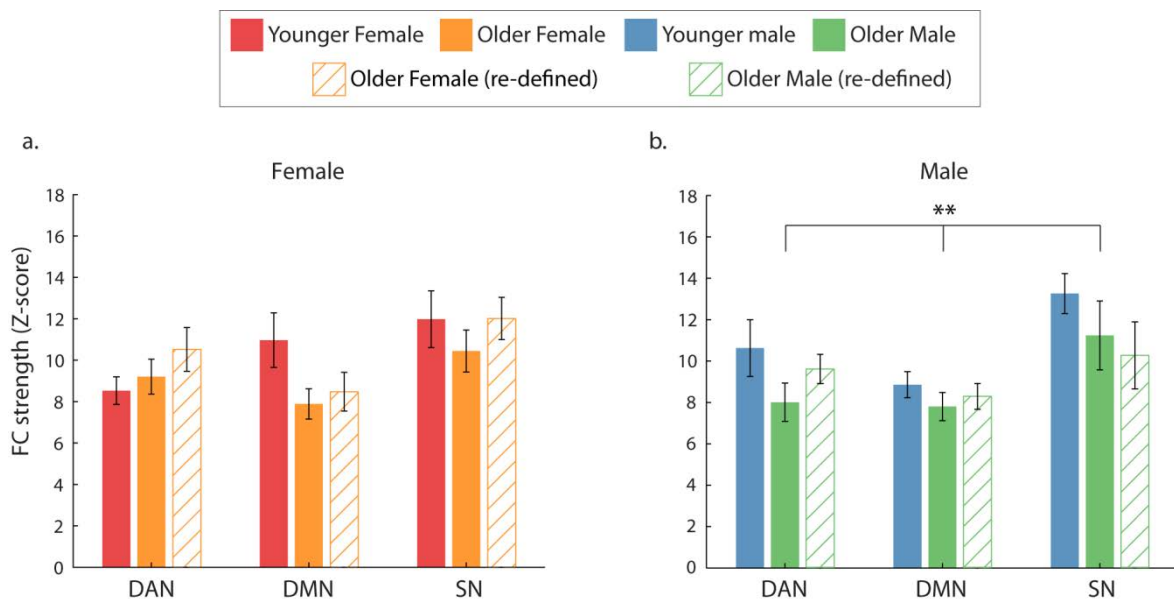 Younger Female Older Female Younger male Older Male
Older Female (re-defined) Older Male (re-defined)
a.
Female
FC strength (Z-score)
18
16
14
12
10
8
6
4
2
0
DAN DMN SN
b.
Male
**
18
16
14
12
10
8
6
4
2
0
DAN DMN SN